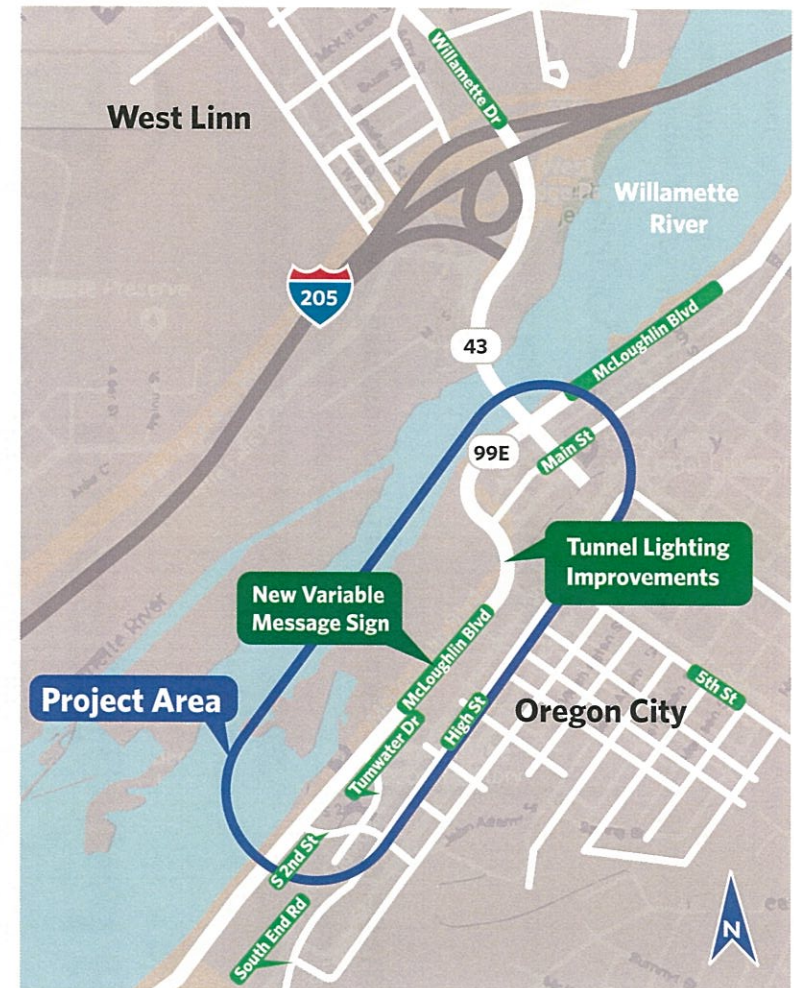 Willamette Dr
West Linn
Willamette
River
205
43
McLoughlin Blvd
99E
Main St
Tunnel Lighting
Improvements
New Variable
Message Sign
McLoughlin Blvd
Project Area
5th St
High St
Oregon City
Tumwater Dr
S 2nd St
South End Rd
N